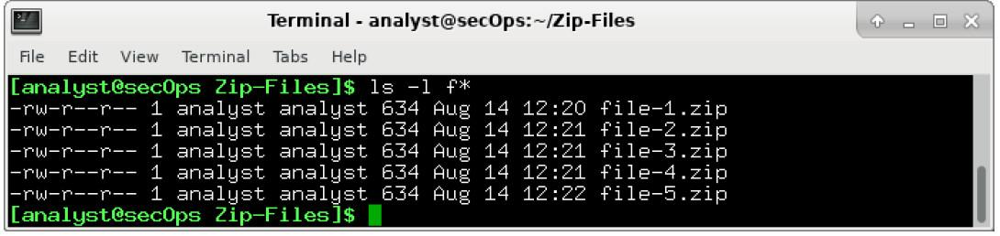 Terminal - analyst@secOps:~/Zip-Files
File Edit View Terminal Tabs Help
[analyst@secOps Zip-Files]$ ls -l f*
-rw-r--r-- 1 analyst analyst 634 Aug 14 12:20 file-1.zip
-rw-r--r-- 1 analyst analyst 634 Aug 14 12:21 file-2.zip
-rw-r--r-- 1 analyst analyst 634 Aug 14 12:21 file-3.zip
-rw-r--r-- 1 analyst analyst 634 Aug 14 12:21 file-4.zip
-rw-r--r-- 1 analyst analyst 634 Aug 14 12:22 file-5.zip
[analyst@secOps Zip-Files]$